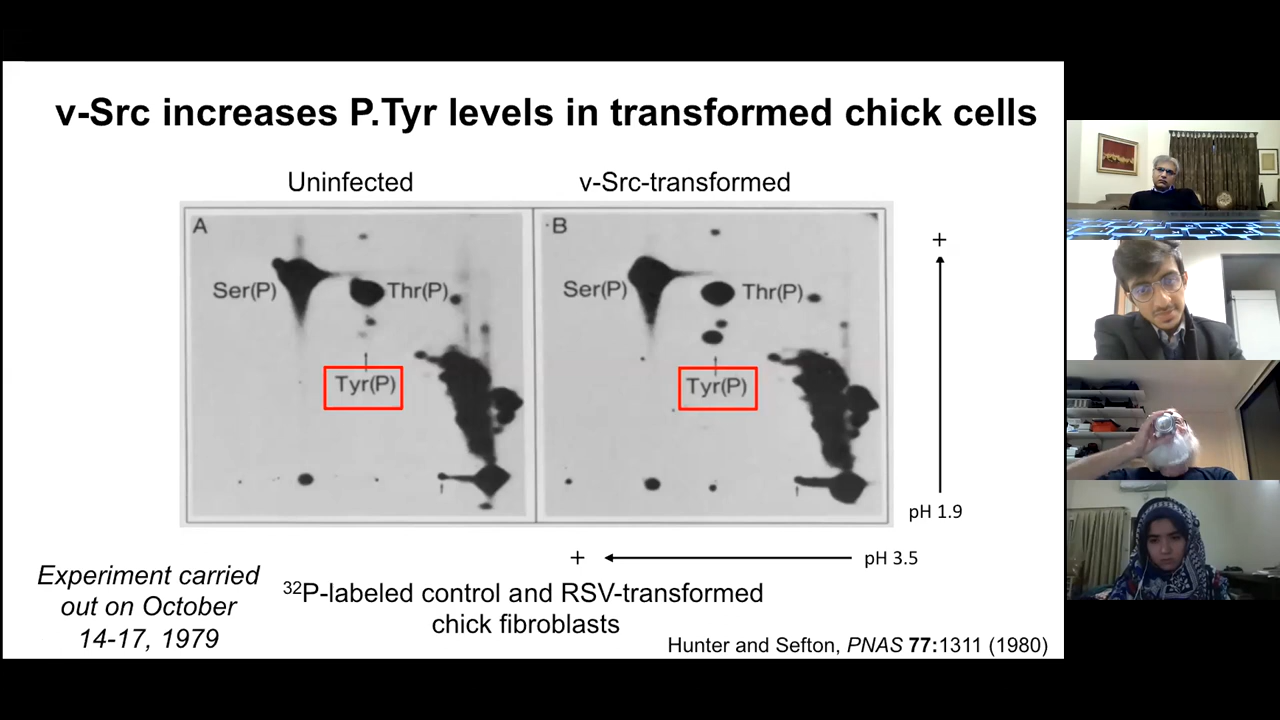 v-Src increases P.Tyr levels in transformed chick cells
Uninfected
v-Src-transformed
A
Ser(P)
Thr(P)
Tyr(P)
B
Ser(P)
Thr(P)
Tyr(P)
+
pH 1.9
+
pH 3.5
Experiment carried
out on October
14-17, 1979
³²P-labeled control and RSV-transformed
chick fibroblasts
Hunter and Sefton, PNAS 77:1311 (1980)